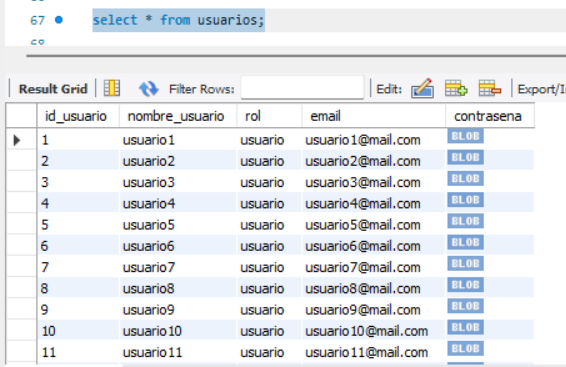 67 select * from usuarios;
68
Result Grid Filter Rows: Edit: Export/I
id_usuario nombre_usuario rol email contrasena
1 usuario1 usuario usuario1@mail.com BLOB
2 usuario2 usuario usuario2@mail.com BLOB
3 usuario3 usuario usuario3@mail.com BLOB
4 usuario4 usuario usuario4@mail.com BLOB
5 usuario5 usuario usuario5@mail.com BLOB
6 usuario6 usuario usuario6@mail.com BLOB
7 usuario7 usuario usuario7@mail.com BLOB
8 usuario8 usuario usuario8@mail.com BLOB
9 usuario9 usuario usuario9@mail.com BLOB
10 usuario10 usuario usuario10@mail.com BLOB
11 usuario11 usuario usuario11@mail.com BLOB